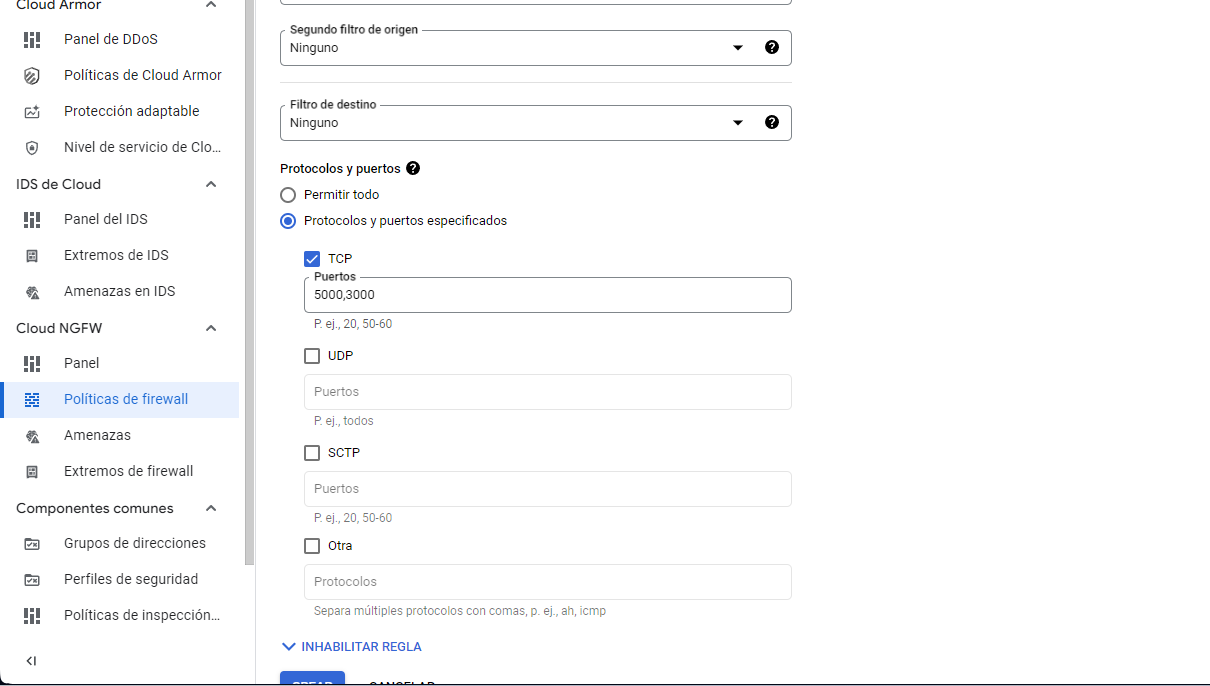 Cloud Armor
Panel de DDoS
Políticas de Cloud Armor
Protección adaptable
Nivel de servicio de Clo...
IDS de Cloud
Panel del IDS
Extremos de IDS
Amenazas en IDS
Cloud NGFW
Panel
Políticas de firewall
Amenazas
Extremos de firewall
Componentes comunes
Grupos de direcciones
Perfiles de seguridad
Políticas de inspección...
Segundo filtro de origen
Ninguno
Filtro de destino
Ninguno
Protocolos y puertos
Permitir todo
Protocolos y puertos especificados
TCP
Puertos
5000,3000
P. ej., 20, 50-60
UDP
Puertos
P. ej., todos
SCTP
Puertos
P. ej., 20, 50-60
Otra
Protocolos
Separa múltiples protocolos con comas, p. ej., ah, icmp
INHABILITAR REGLA
CREAR
CANCELAR